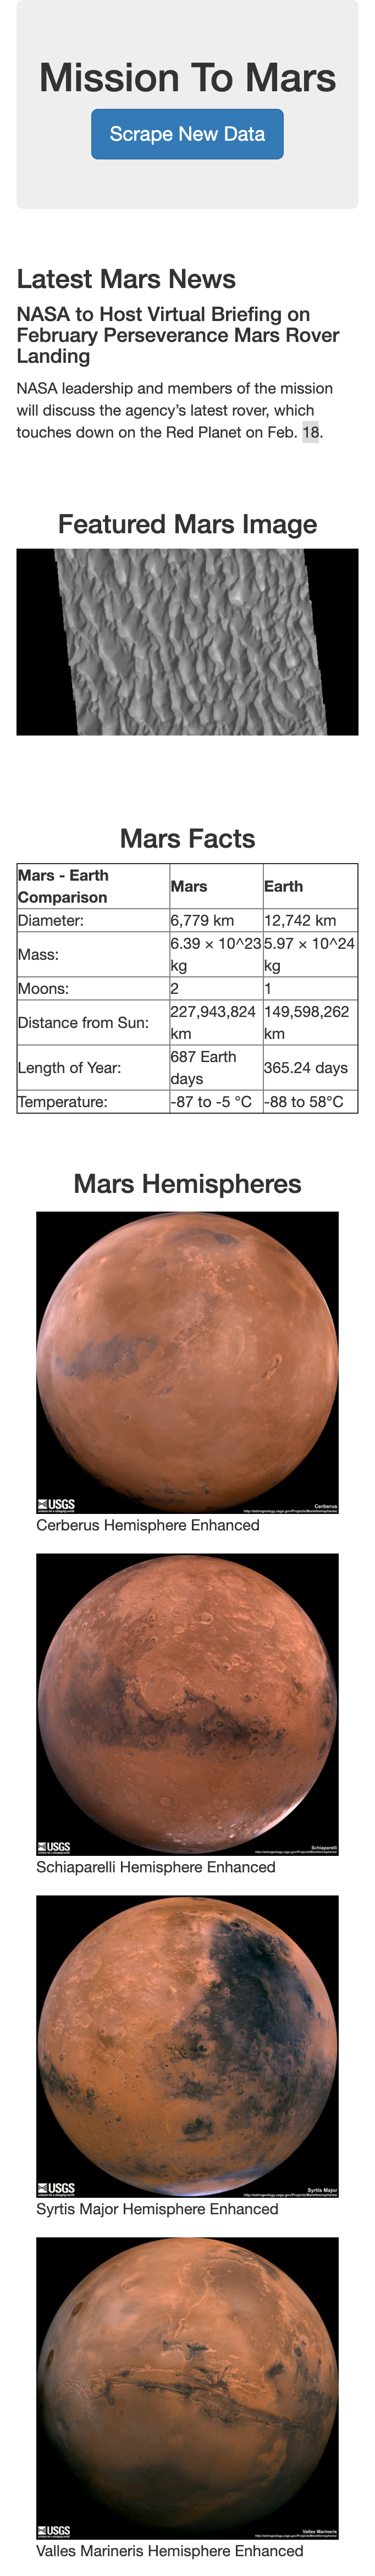 Mission To Mars
Scrape New Data
Latest Mars News
NASA to Host Virtual Briefing on
February Perseverance Mars Rover
Landing
NASA leadership and members of the mission
will discuss the agency’s latest rover, which
touches down on the Red Planet on Feb. 18.
Featured Mars Image
Mars Facts
Mars - Earth Comparison Mars Earth
Diameter: 6,779 km 12,742 km
Mass: 6.39 × 10^23 kg 5.97 × 10^24 kg
Moons: 2 1
Distance from Sun: 227,943,824 km 149,598,262 km
Length of Year: 687 Earth days 365.24 days
Temperature: -87 to -5 °C -88 to 58°C
Mars Hemispheres
USGS
Cerberus
Cerberus Hemisphere Enhanced
USGS
Schiaparelli
Schiaparelli Hemisphere Enhanced
USGS
Syrtis Major
Syrtis Major Hemisphere Enhanced
USGS
Valles Marineris
Valles Marineris Hemisphere Enhanced